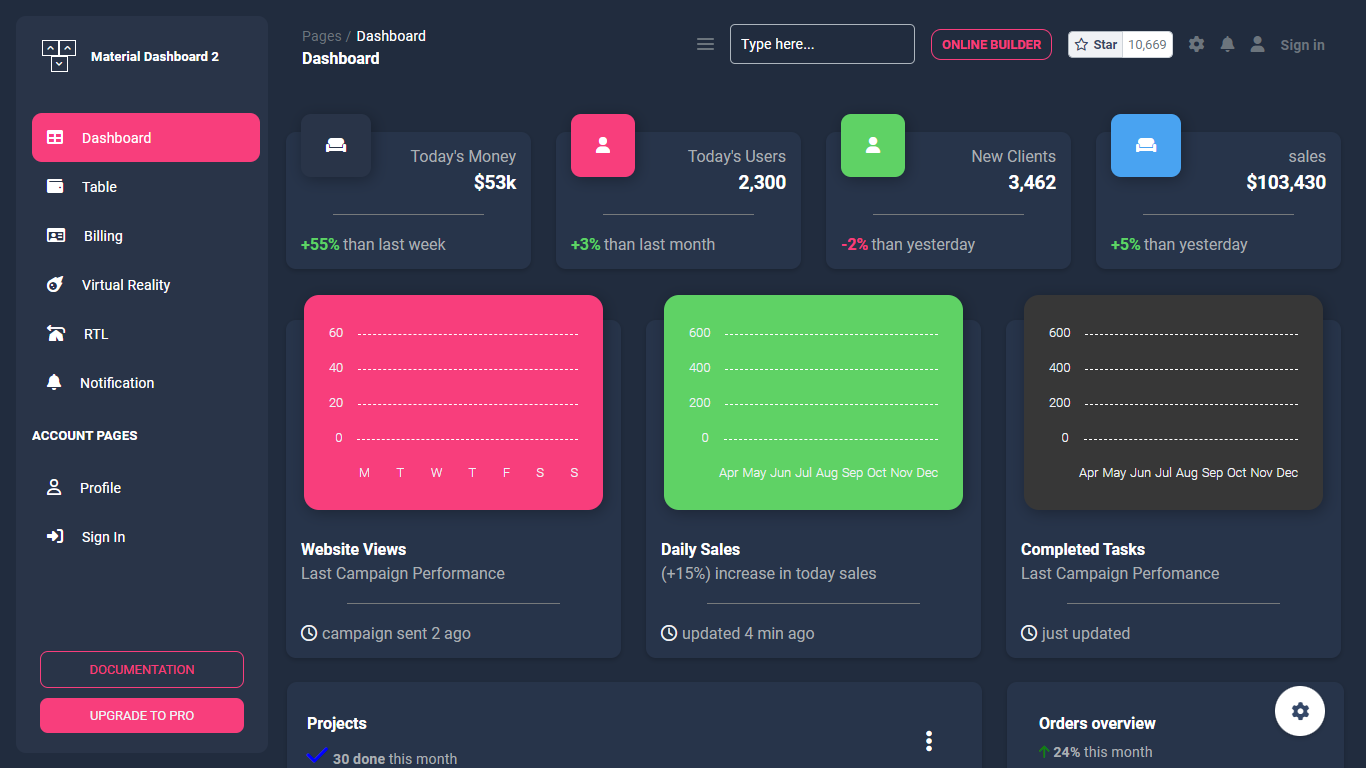 Material Dashboard 2
Dashboard
Table
Billing
Virtual Reality
RTL
Notification
ACCOUNT PAGES
Profile
Sign In
DOCUMENTATION
UPGRADE TO PRO
Pages / Dashboard
Dashboard
Type here...
ONLINE BUILDER
Star 10,669
Sign in
Today's Money
$53k
+55% than last week
Today's Users
2,300
+3% than last month
New Clients
3,462
-2% than yesterday
sales
$103,430
+5% than yesterday
60
40
20
0
M T W T F S S
Website Views
Last Campaign Performance
campaign sent 2 ago
600
400
200
0
Apr May Jun Jul Aug Sep Oct Nov Dec
Daily Sales
(+15%) increase in today sales
updated 4 min ago
600
400
200
0
Apr May Jun Jul Aug Sep Oct Nov Dec
Completed Tasks
Last Campaign Perfomance
just updated
Projects
30 done this month
Orders overview
24% this month